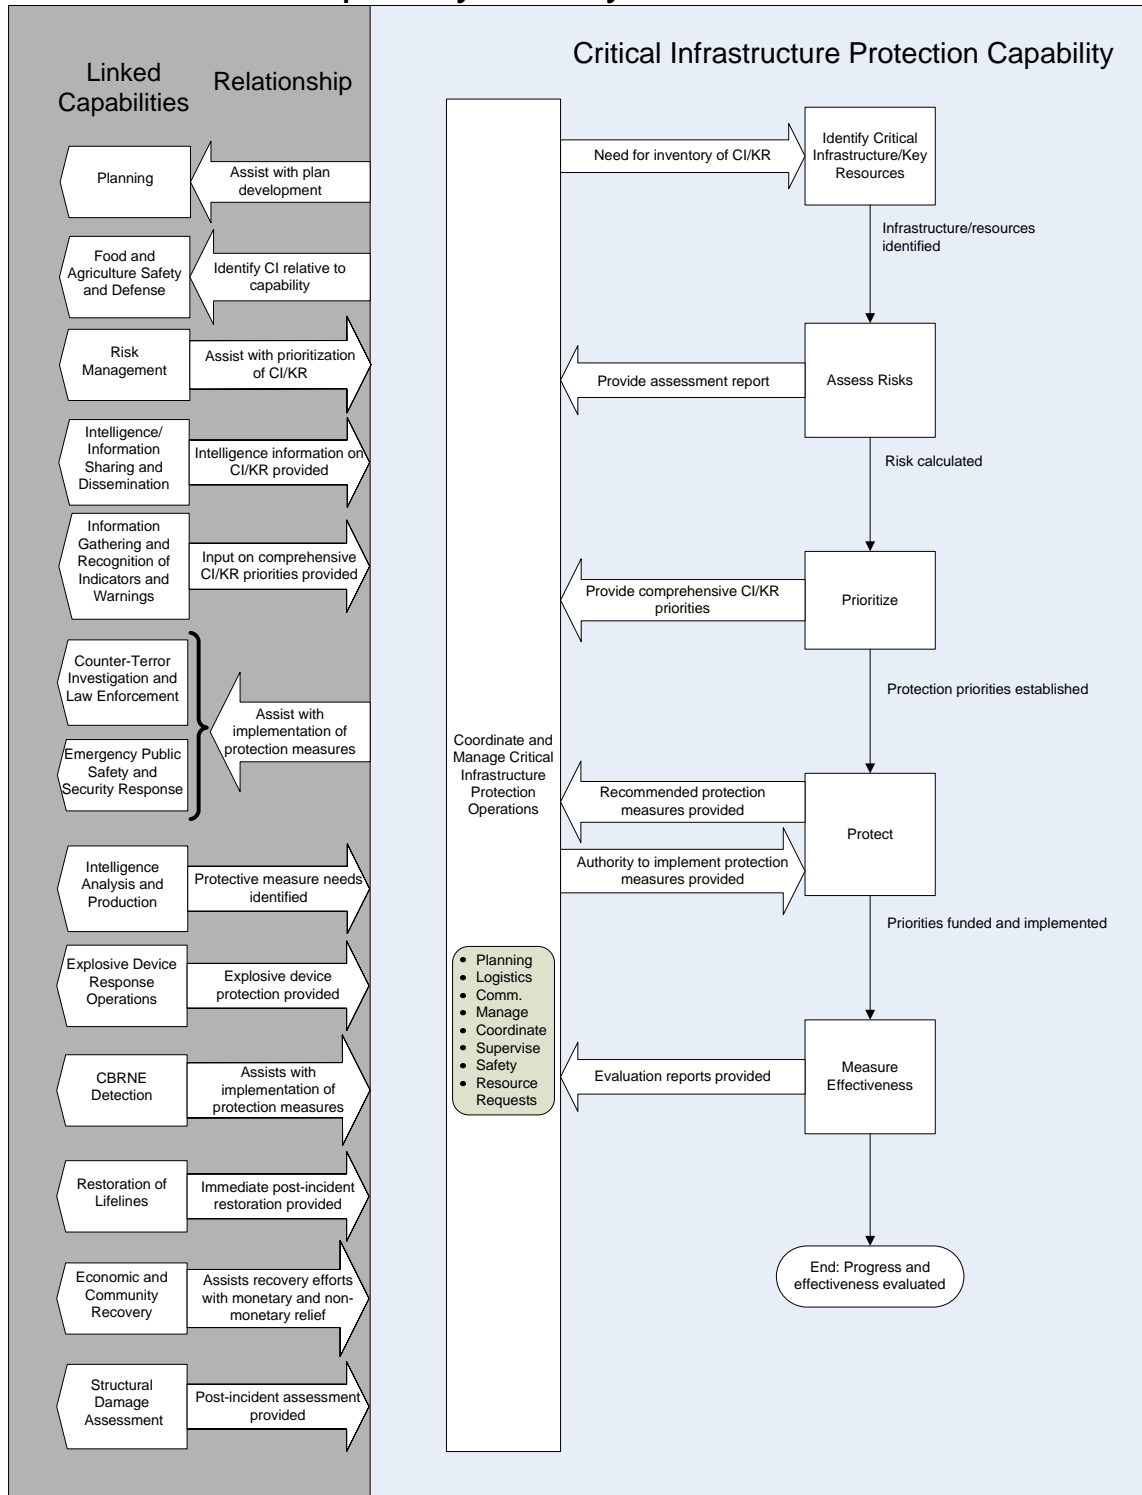 Critical Infrastructure Protection Capability
Linked
Capabilities
Relationship
Planning
Assist with plan
development
Food and
Agriculture Safety
and Defense
Identify CI relative to
capability
Risk
Management
Assist with prioritization
of CI/KR
Intelligence/
Information
Sharing and
Dissemination
Intelligence information on
CI/KR provided
Information
Gathering and
Recognition of
Indicators and
Warnings
Input on comprehensive
CI/KR priorities provided
Counter-Terror
Investigation and
Law Enforcement
Emergency Public
Safety and
Security Response
Assist with
implementation of
protection measures
Intelligence
Analysis and
Production
Protective measure needs
identified
Explosive Device
Response
Operations
Explosive device
protection provided
CBRNE
Detection
Assists with
implementation of
protection measures
Restoration of
Lifelines
Immediate post-incident
restoration provided
Economic and
Community
Recovery
Assists recovery efforts
with monetary and non-
monetary relief
Structural
Damage
Assessment
Post-incident assessment
provided
Coordinate and
Manage Critical
Infrastructure
Protection
Operations
• Planning
• Logistics
• Comm.
• Manage
• Coordinate
• Supervise
• Safety
• Resource
Requests
Need for inventory of CI/KR
Identify Critical
Infrastructure/Key
Resources
Infrastructure/resources
identified
Provide assessment report
Assess Risks
Risk calculated
Provide comprehensive CI/KR
priorities
Prioritize
Protection priorities established
Recommended protection
measures provided
Authority to implement protection
measures provided
Protect
Priorities funded and implemented
Evaluation reports provided
Measure
Effectiveness
End: Progress and
effectiveness evaluated